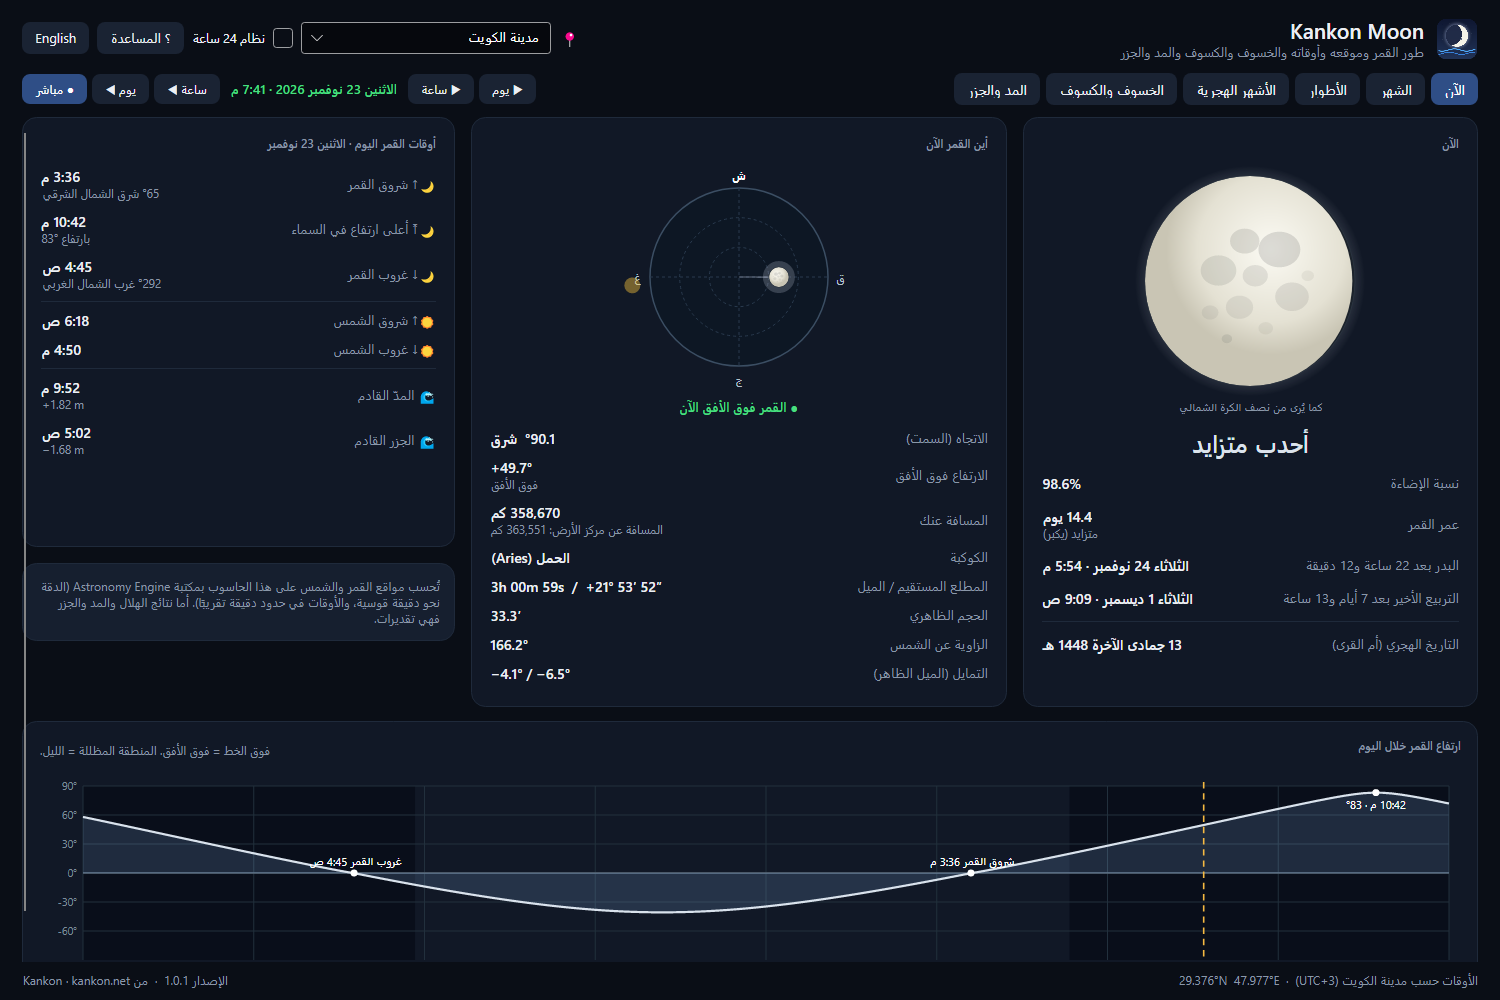 Kankon Moon
طور القمر وموقعه وأوقاته والخسوف والكسوف والمد والجزر
مدينة الكويت
نظام 24 ساعة
؟ المساعدة
English
الآن
الشهر
الأطوار
الأشهر الهجرية
الخسوف والكسوف
المد والجزر
◀ يوم
◀ ساعة
الاثنين 23 نوفمبر 2026 · 7:41 م
ساعة ▶
يوم ▶
● مباشر
الآن
كما يُرى من نصف الكرة الشمالي
أحدب متزايد
نسبة الإضاءة
98.6%
عمر القمر
14.4 يوم
متزايد (يكبر)
البدر بعد 22 ساعة و12 دقيقة
الثلاثاء 24 نوفمبر · 5:54 م
التربيع الأخير بعد 7 أيام و13 ساعة
الثلاثاء 1 ديسمبر · 9:09 ص
التاريخ الهجري (أم القرى)
13 جمادى الآخرة 1448 هـ
أين القمر الآن
ش
ق
غ
ج
● القمر فوق الأفق الآن
الاتجاه (السمت)
90.1° شرق
الارتفاع فوق الأفق
+49.7°
فوق الأفق
المسافة عنك
358,670 كم
المسافة عن مركز الأرض: 363,551 كم
الكوكبة
الحمل (Aries)
المطلع المستقيم / الميل
3h 00m 59s / +21° 53′ 52″
الحجم الظاهري
33.3′
الزاوية عن الشمس
166.2°
التمايل (الميل الظاهر)
−4.1° / −6.5°
أوقات القمر اليوم · الاثنين 23 نوفمبر
↑ شروق القمر
3:36 م
65° شرق الشمال الشرقي
أعلى ارتفاع في السماء
10:42 م
بارتفاع 83°
↓ غروب القمر
4:45 ص
292° غرب الشمال الغربي
↑ شروق الشمس
6:18 ص
↓ غروب الشمس
4:50 م
المدّ القادم
9:52 م
+1.82 m
الجزر القادم
5:02 ص
−1.68 m
تُحسب مواقع القمر والشمس على هذا الحاسوب بمكتبة Astronomy Engine (الدقة
نحو دقيقة قوسية، والأوقات في حدود دقيقة تقريبًا). أما نتائج الهلال والمد والجزر
فهي تقديرات.
ارتفاع القمر خلال اليوم
فوق الخط = فوق الأفق. المنطقة المظللة = الليل.
90°
60°
30°
0°
-30°
-60°
غروب القمر 4:45 ص
شروق القمر 3:36 م
10:42 م · 83°
الأوقات حسب مدينة الكويت (UTC+3) · 29.376°N 47.977°E
الإصدار 1.0.1 · من Kankon · kankon.net